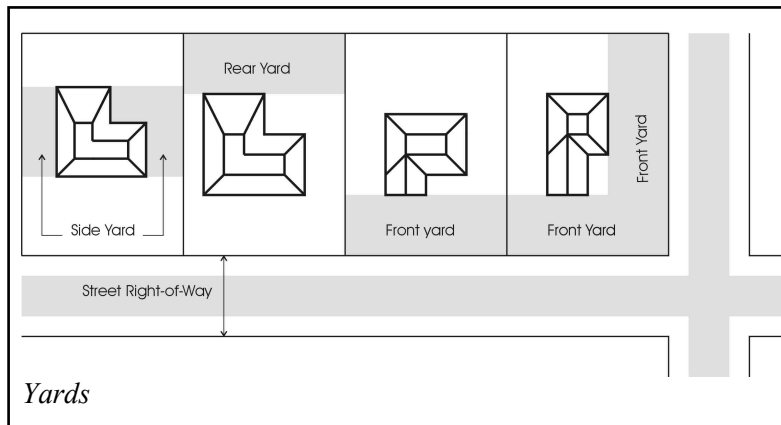 Rear Yard
Front Yard
Side Yard
Front yard
Front Yard
Street Right-of-Way
Yards